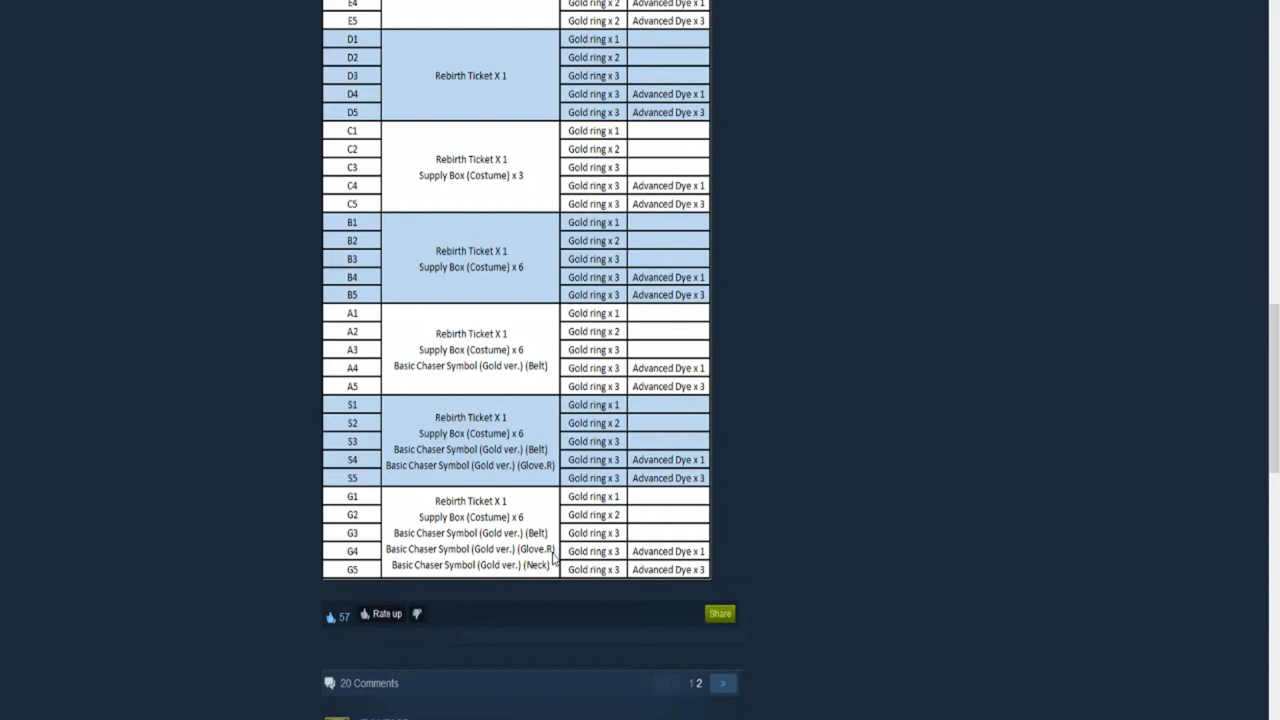 E4 Gold ring x 2 Advanced Dye x 1
E5 Gold ring x 2 Advanced Dye x 3
D1 Gold ring x 1
D2 Gold ring x 2
D3 Rebirth Ticket X 1 Gold ring x 3
D4 Gold ring x 3 Advanced Dye x 1
D5 Gold ring x 3 Advanced Dye x 3
C1 Gold ring x 1
C2 Gold ring x 2
Rebirth Ticket X 1
C3 Gold ring x 3
Supply Box (Costume) x 3
C4 Gold ring x 3 Advanced Dye x 1
C5 Gold ring x 3 Advanced Dye x 3
B1 Gold ring x 1
B2 Gold ring x 2
Rebirth Ticket X 1
B3 Gold ring x 3
Supply Box (Costume) x 6
B4 Gold ring x 3 Advanced Dye x 1
B5 Gold ring x 3 Advanced Dye x 3
A1 Gold ring x 1
A2 Rebirth Ticket X 1 Gold ring x 2
A3 Supply Box (Costume) x 6 Gold ring x 3
A4 Basic Chaser Symbol (Gold ver.) (Belt) Gold ring x 3 Advanced Dye x 1
A5 Gold ring x 3 Advanced Dye x 3
S1 Gold ring x 1
Rebirth Ticket X 1
S2 Gold ring x 2
Supply Box (Costume) x 6
S3 Gold ring x 3
Basic Chaser Symbol (Gold ver.) (Belt)
S4 Basic Chaser Symbol (Gold ver.) (Glove.R) Gold ring x 3 Advanced Dye x 1
S5 Gold ring x 3 Advanced Dye x 3
G1 Rebirth Ticket X 1 Gold ring x 1
G2 Supply Box (Costume) x 6 Gold ring x 2
G3 Basic Chaser Symbol (Gold ver.) (Belt) Gold ring x 3
G4 Basic Chaser Symbol (Gold ver.) (Glove.R) Gold ring x 3 Advanced Dye x 1
G5 Basic Chaser Symbol (Gold ver.) (Neck) Gold ring x 3 Advanced Dye x 3
57 Rate up Share
20 Comments 1 2 >